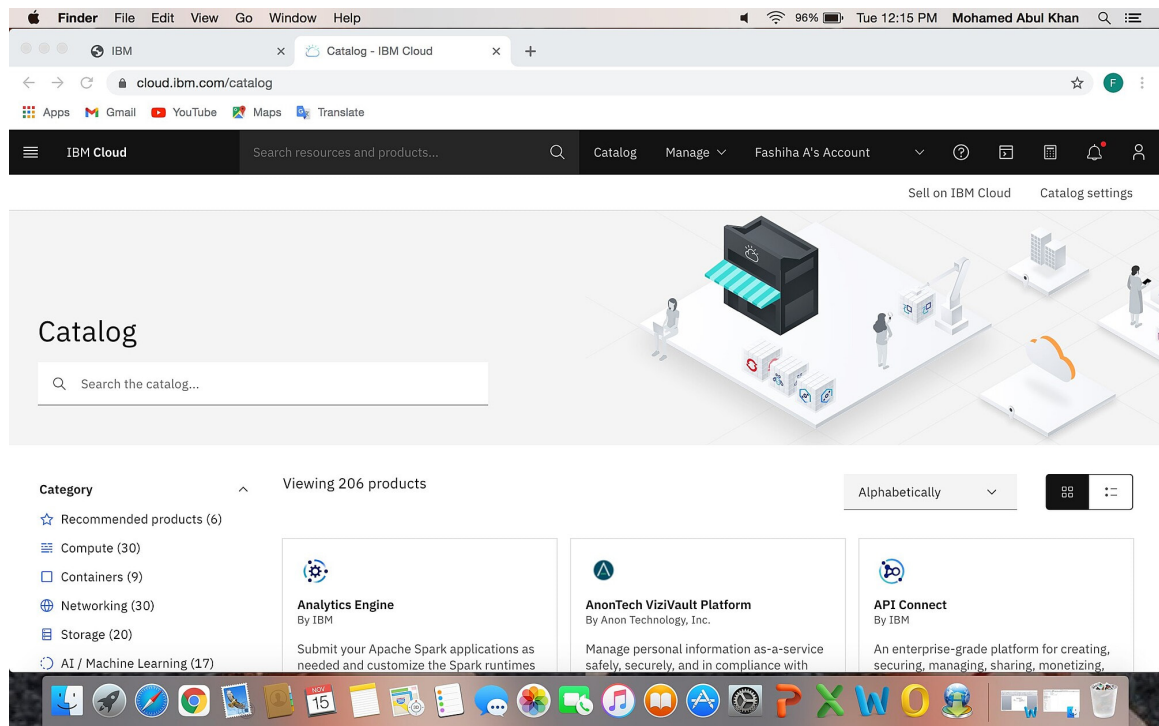 Finder File Edit View Go Window Help 96% Tue 12:15 PM Mohamed Abul Khan
IBM Catalog - IBM Cloud
cloud.ibm.com/catalog F
Apps Gmail YouTube Maps Translate
IBM Cloud Search resources and products... Catalog Manage Fashiha A's Account
Sell on IBM Cloud Catalog settings
Catalog
Search the catalog...
Category
Recommended products (6)
Compute (30)
Containers (9)
Networking (30)
Storage (20)
AI / Machine Learning (17)
Viewing 206 products Alphabetically
Analytics Engine
By IBM
Submit your Apache Spark applications as
needed and customize the Spark runtimes
AnonTech ViziVault Platform
By Anon Technology, Inc.
Manage personal information as-a-service
safely, securely, and in compliance with
API Connect
By IBM
An enterprise-grade platform for creating,
securing, managing, sharing, monetizing,
NOV
15